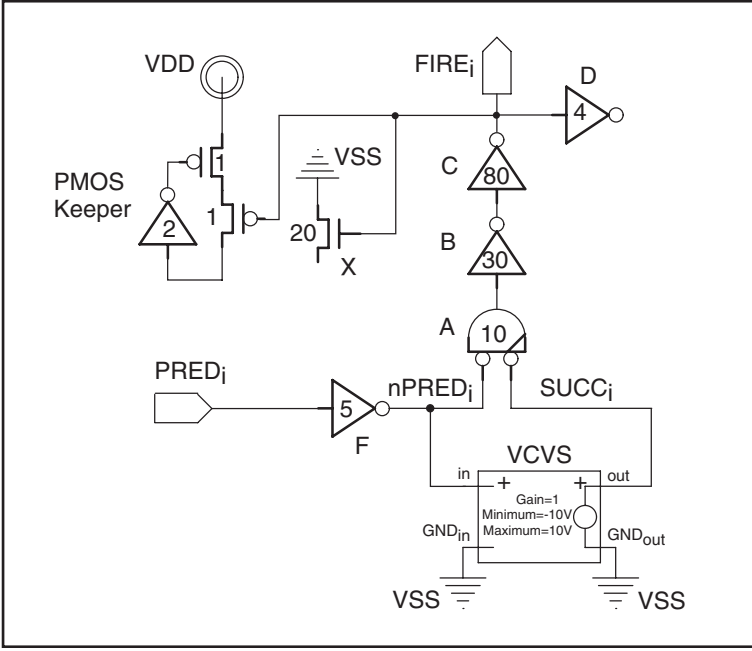 FIREi
D
VDD
4
1
VSS
C
80
PMOS
Keeper
2
1
20
X
B
30
A
10
PREDi
nPREDi
SUCCi
5
F
VCVS
in
+
+
out
Gain=1
Minimum=-10V
Maximum=10V
GNDin
GNDout
VSS
VSS